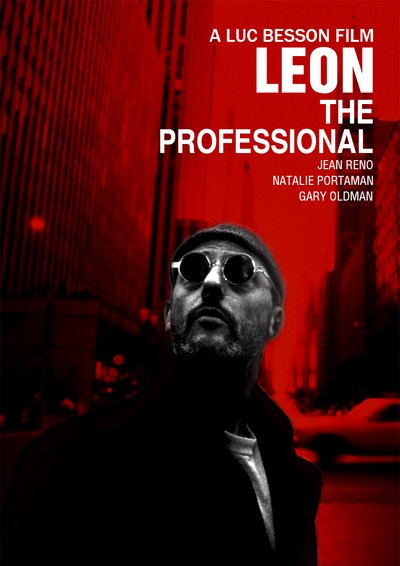 A LUC BESSON FILM
LEON
THE
PROFESSIONAL
JEAN RENO
NATALIE PORTAMAN
GARY OLDMAN